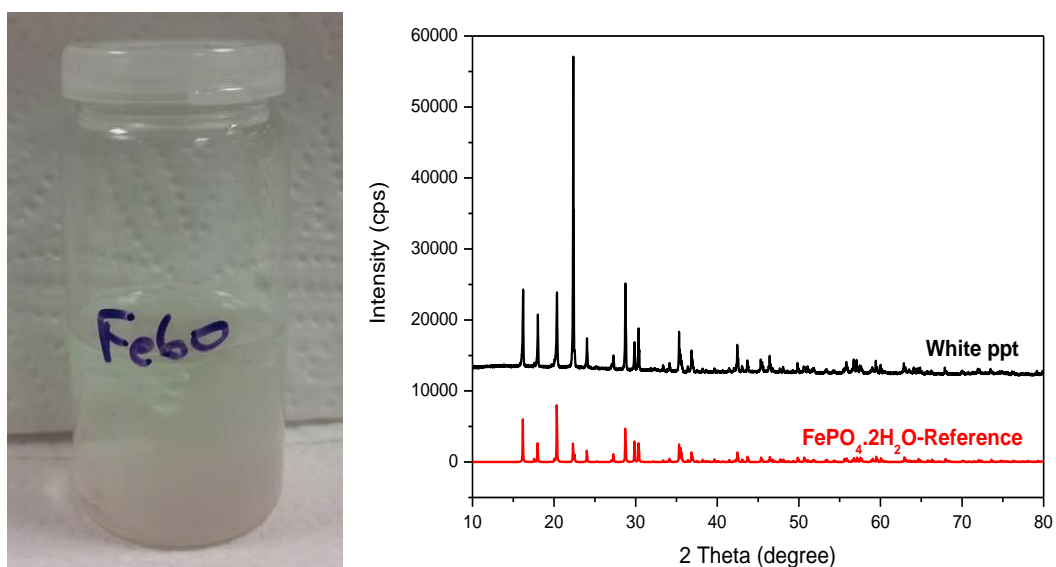 Fe60
60000
50000
40000
30000
20000
10000
0
Intensity (cps)
White ppt
FePO₄.2H₂O-Reference
10 20 30 40 50 60 70 80
2 Theta (degree)